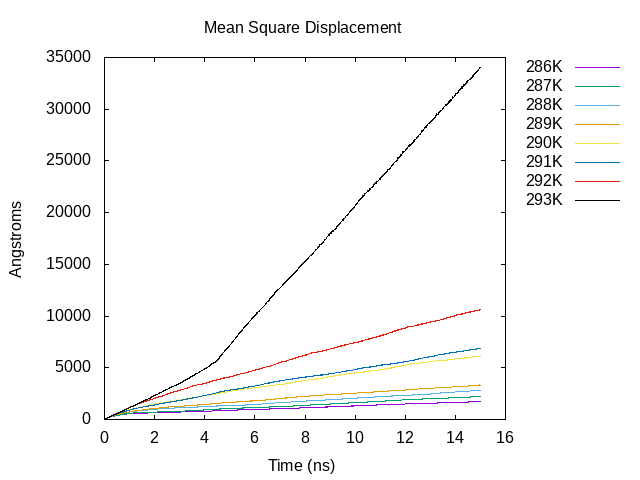 Mean Square Displacement
35000
30000
25000
20000
15000
10000
5000
0
Angstroms
0 2 4 6 8 10 12 14 16
Time (ns)
286K
287K
288K
289K
290K
291K
292K
293K